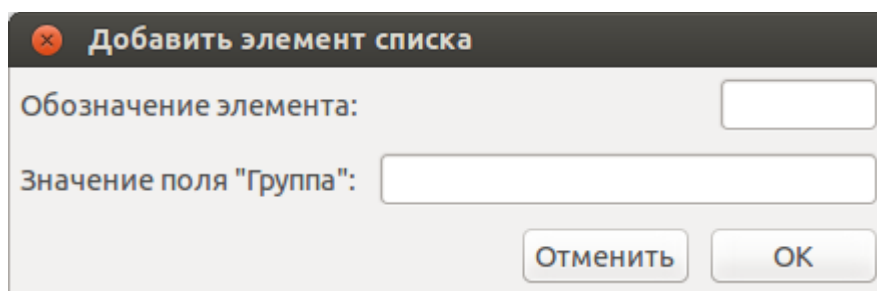 Добавить элемент списка
Обозначение элемента:
Значение поля "Группа":
Отменить OK